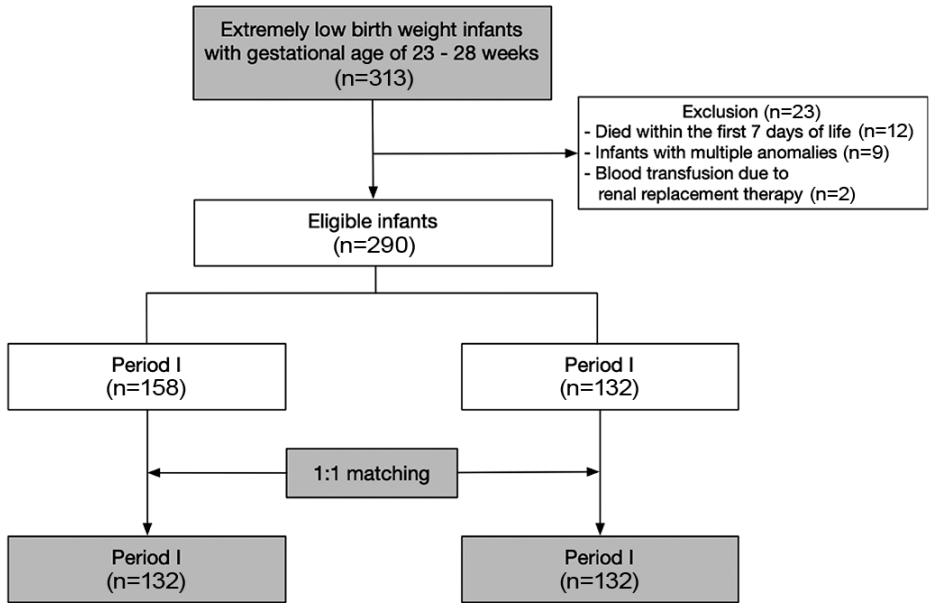 Extremely low birth weight infants
with gestational age of 23 - 28 weeks
(n=313)
Exclusion (n=23)
- Died within the first 7 days of life (n=12)
- Infants with multiple anomalies (n=9)
- Blood transfusion due to
renal replacement therapy (n=2)
Eligible infants
(n=290)
Period I
(n=158)
Period I
(n=132)
1:1 matching
Period I
(n=132)
Period I
(n=132)